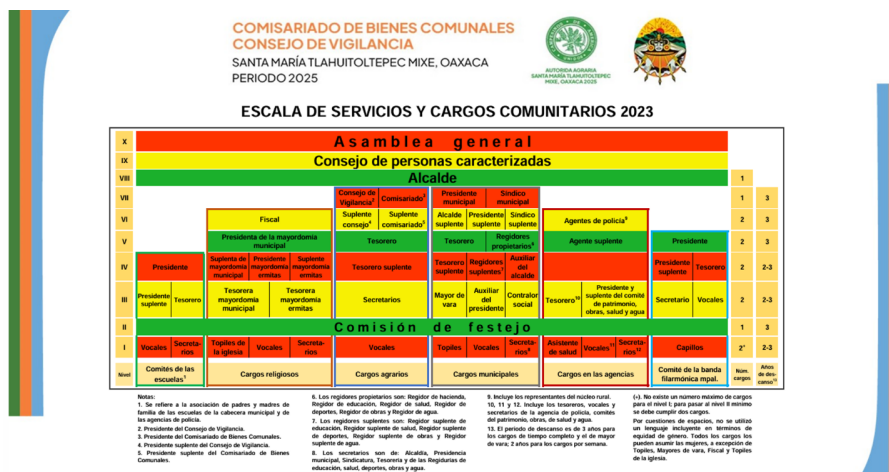 COMISARIADO DE BIENES COMUNALES
CONSEJO DE VIGILANCIA
SANTA MARÍA TLAHUITOLTEPEC MIXE, OAXACA
PERIODO 2025
AUTORIDA AGRARIA
SANTA MARÍA TLAHUITOLTEPEC
MIXE, OAXACA 2025
ESCALA DE SERVICIOS Y CARGOS COMUNITARIOS 2023
X Asamblea general
IX Consejo de personas caracterizadas
VIII Alcalde 1
VII Consejo de Vigilancia² Comisariado³ Presidente municipal Síndico municipal 1 3
VI Fiscal Suplente consejo⁴ Suplente comisariado⁵ Alcalde suplente Presidente suplente Síndico suplente Agentes de policía⁹ 2 3
V Presidenta de la mayordomía municipal Tesorero Tesorero Regidores propietarios⁶ Agente suplente Presidente 2 3
IV Presidente Suplenta de mayordomía municipal Presidente mayordomía ermitas Suplente mayordomía ermitas Tesorero suplente Tesorero suplente Regidores suplentes⁷ Auxiliar del alcalde Presidente suplente Tesorero 2 2-3
III Presidente suplente Tesorero Tesorera mayordomía municipal Tesorera mayordomía ermitas Secretarios Mayor de vara Auxiliar del presidente Contralor social Tesorero¹⁰ Presidente y suplente del comité de patrimonio, obras, salud y agua Secretario Vocales 2 2-3
II Comisión de festejo 1 3
I Vocales Secreta-rios Topiles de la iglesia Vocales Secreta-rios Vocales Topiles Vocales Secreta-rios⁸ Asistente de salud Vocales¹¹ Secreta-rios¹² Capillos 2⁺ 2-3
Nivel Comités de las escuelas¹ Cargos religiosos Cargos agrarios Cargos municipales Cargos en las agencias Comité de la banda filarmónica mpal. Núm. cargos Años de des-canso¹³
Notas:
1. Se refiere a la asociación de padres y madres de
familia de las escuelas de la cabecera municipal y de
las agencias de policía.
2. Presidente del Consejo de Vigilancia.
3. Presidente del Comisariado de Bienes Comunales.
4. Presidente suplente del Consejo de Vigilancia.
5. Presidente suplente del Comisariado de Bienes
Comunales.
6. Los regidores propietarios son: Regidor de hacienda,
Regidor de educación, Regidor de salud, Regidor de
deportes, Regidor de obras y Regidor de agua.
7. Los regidores suplentes son: Regidor suplente de
educación, Regidor suplente de salud, Regidor suplente
de deportes, Regidor suplente de obras y Regidor
suplente de agua.
8. Los secretarios son de: Alcaldía, Presidencia
municipal, Sindicatura, Tesorería y de las Regidurías de
educación, salud, deportes, obras y agua.
9. Incluye los representantes del núcleo rural.
10, 11 y 12. Incluye los tesoreros, vocales y
secretarios de la agencia de policía, comités
del patrimonio, obras, de salud y agua.
13. El periodo de descanso es de 3 años para
los cargos de tiempo completo y el de mayor
de vara; 2 años para los cargos por semana.
(+). No existe un número máximo de cargos
para el nivel I; para pasar al nivel II mínimo
se debe cumplir dos cargos.
Por cuestiones de espacios, no se utilizó
un lenguaje incluyente en términos de
equidad de género. Todos los cargos los
pueden asumir las mujeres, a excepción de
Topiles, Mayores de vara, Fiscal y Topiles
de la iglesia.